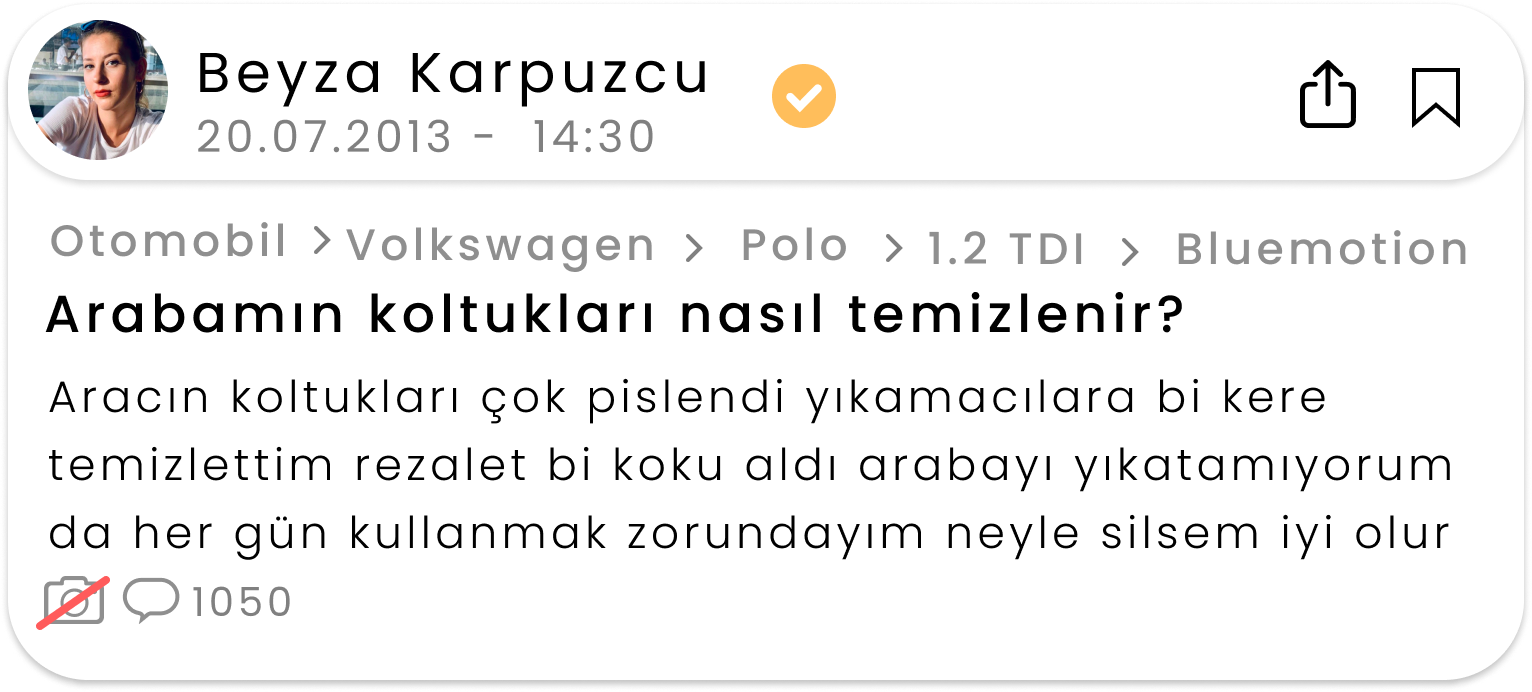 Beyza Karpuzcu
20.07.2013 - 14:30
Otomobil > Volkswagen > Polo > 1.2 TDI > Bluemotion
Arabamın koltukları nasıl temizlenir?
Aracın koltukları çok pislendi yıkamacılara bi kere
temizlettim rezalet bi koku aldı arabayı yıkatamıyorum
da her gün kullanmak zorundayım neyle silsem iyi olur
1050